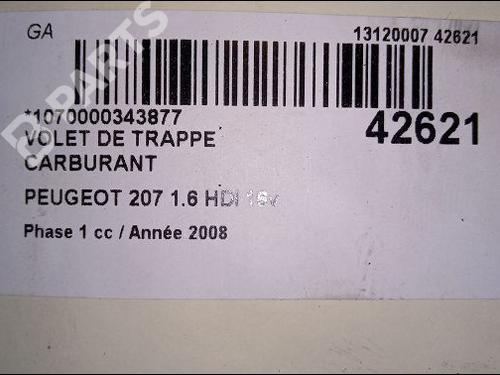 GA
13120007 42621
*1070000343877
42621
VOLET DE TRAPPE
CARBURANT
PEUGEOT 207 1.6 HDI 16v
Phase 1 cc / Année 2008
B-PARTS